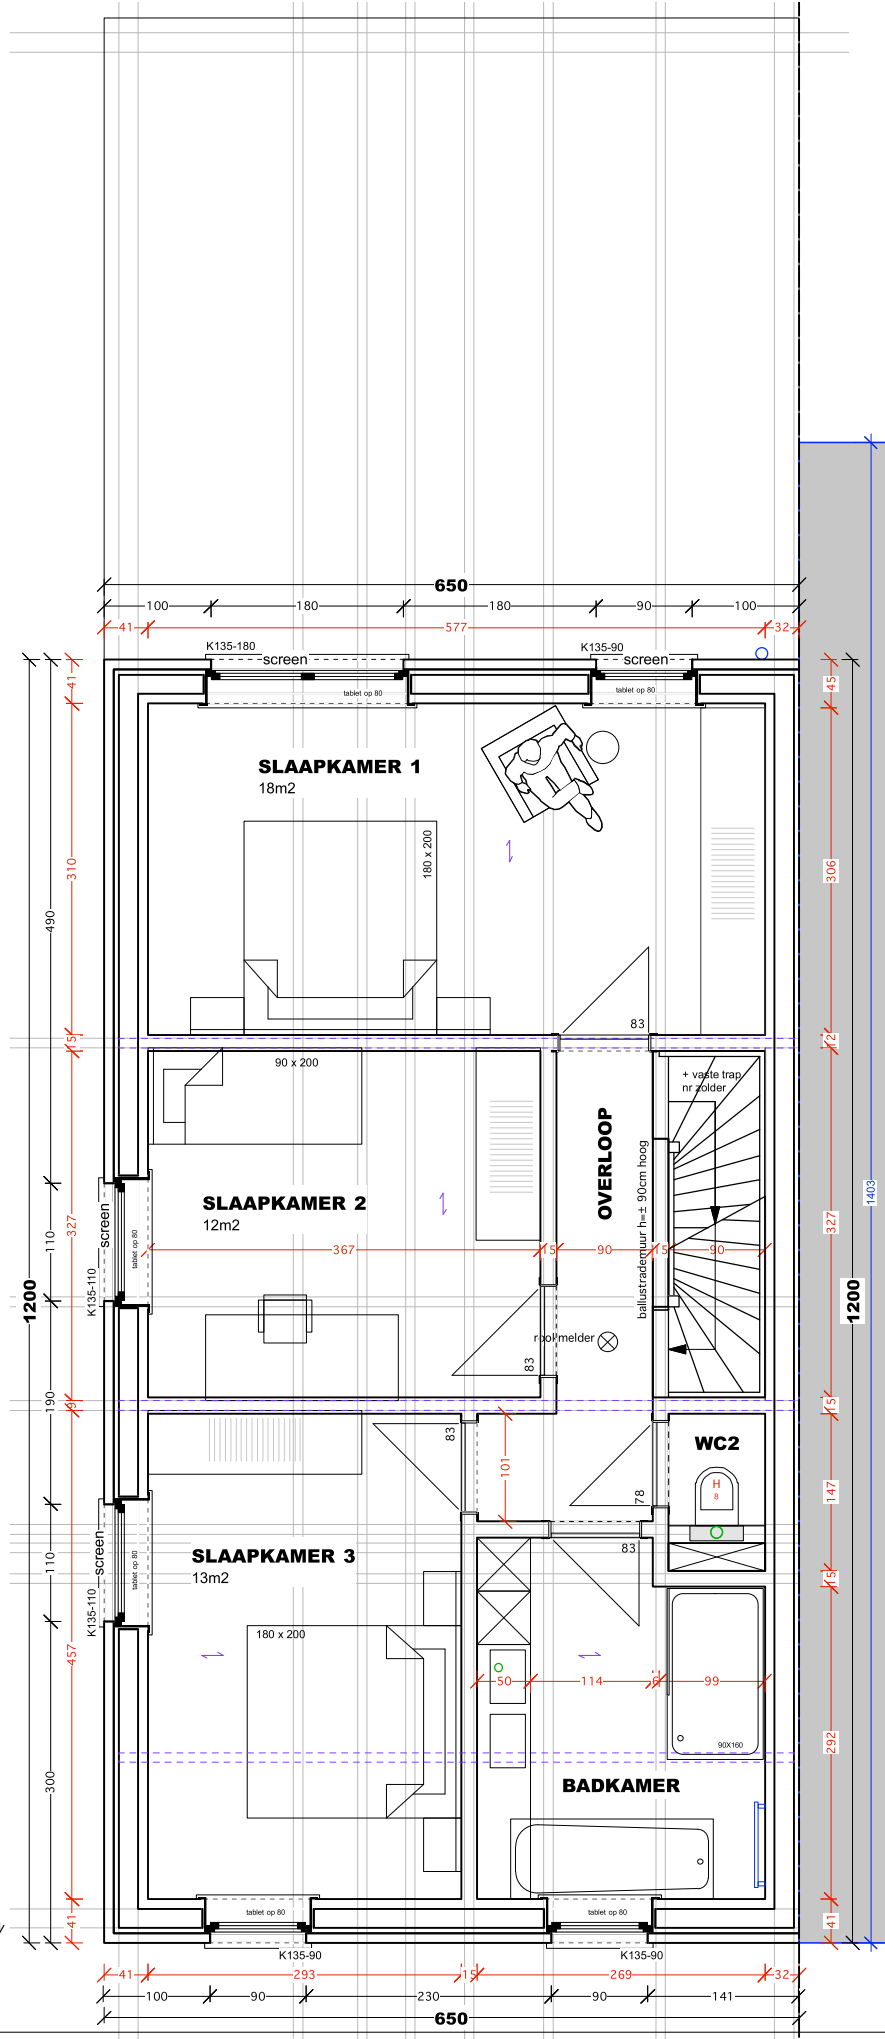 650
100 180 180 90 100
41 577 32
K135-180
screen
K135-90
screen
41
45
tablet op 80
tablet op 80
SLAAPKAMER 1
18m2
180 x 200
310
306
490
83
15
12
90 x 200
+ vaste trap
nr zolder
OVERLOOP
ballustrademuur h=± 90cm hoog
SLAAPKAMER 2
12m2
screen
tablet op 80
K135-110
110
327
327
1403
367 15 90 15 90
1200
1200
rookmelder
83
190
9
15
83
101
78
WC2
H
8
147
83
screen
tablet op 80
K135-110
110
SLAAPKAMER 3
13m2
15
180 x 200
457
50 114 6 99
90X160
292
300
BADKAMER
41
41
tablet op 80
tablet op 80
K135-90
K135-90
41 293 15 269 32
100 90 230 90 141
650